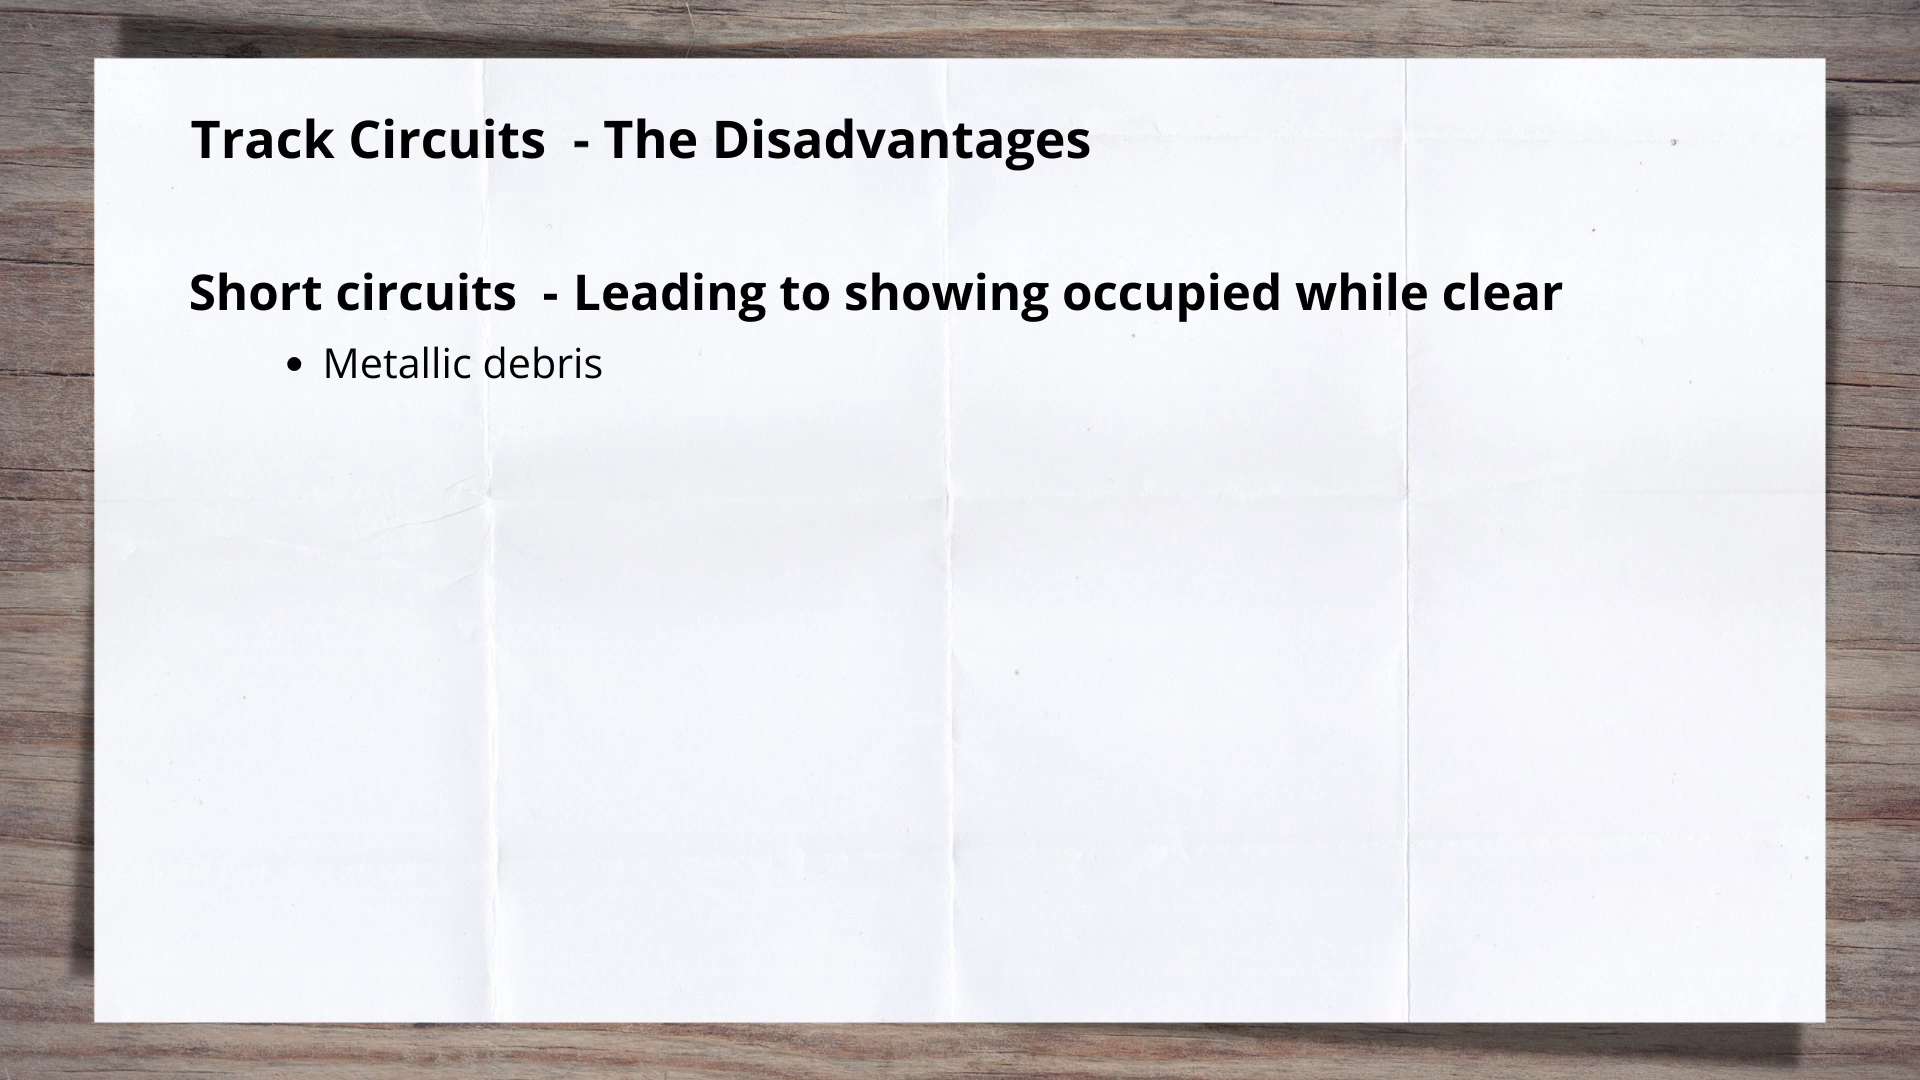 Track Circuits  - The Disadvantages
Short circuits  - Leading to showing occupied while clear
• Metallic debris